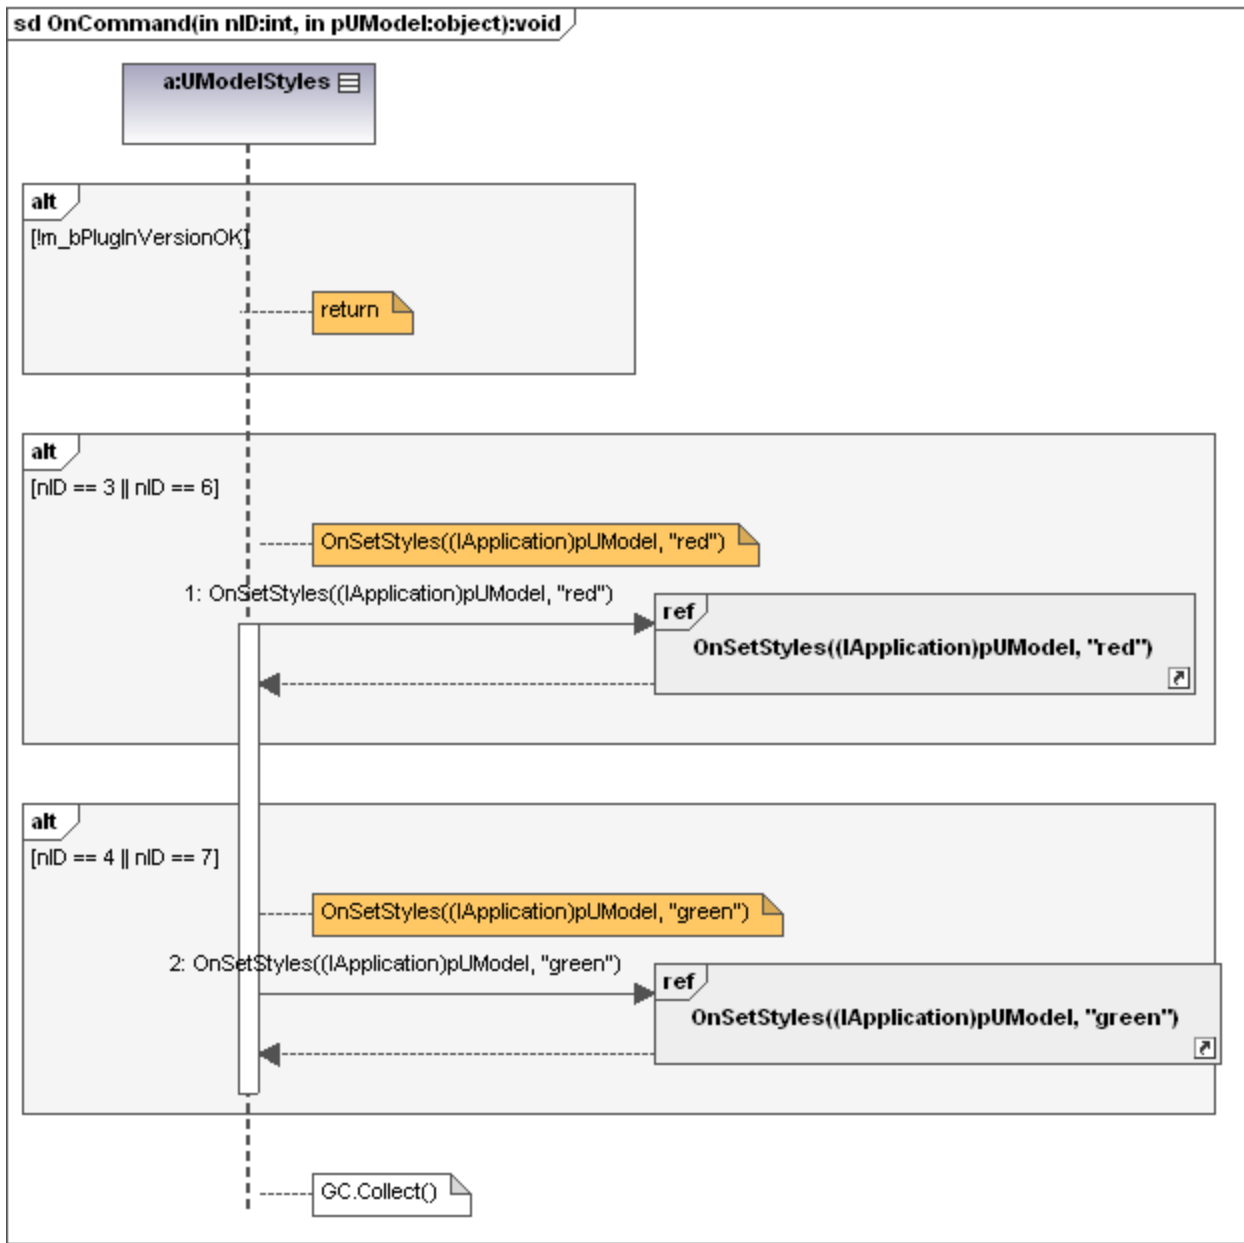 sd OnCommand(in nID:int, in pUModel:object):void
a:UModelStyles
alt
[!m_bPlugInVersionOK]
return
alt
[nID == 3 || nID == 6]
OnSetStyles((IApplication)pUModel, "red")
1: OnSetStyles((IApplication)pUModel, "red")
ref
OnSetStyles((IApplication)pUModel, "red")
alt
[nID == 4 || nID == 7]
OnSetStyles((IApplication)pUModel, "green")
2: OnSetStyles((IApplication)pUModel, "green")
ref
OnSetStyles((IApplication)pUModel, "green")
GC.Collect()